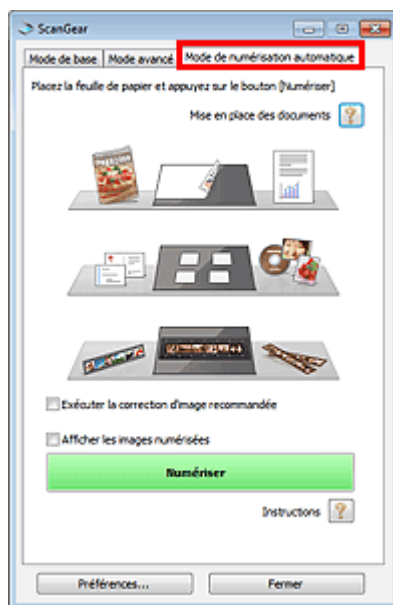 ScanGear
Mode de base Mode avancé Mode de numérisation automatique
Placez la feuille de papier et appuyez sur le bouton [Numériser]
Mise en place des documents ?
Exécuter la correction d'image recommandée
Afficher les images numérisées
Numériser
Instructions ?
Préférences... Fermer